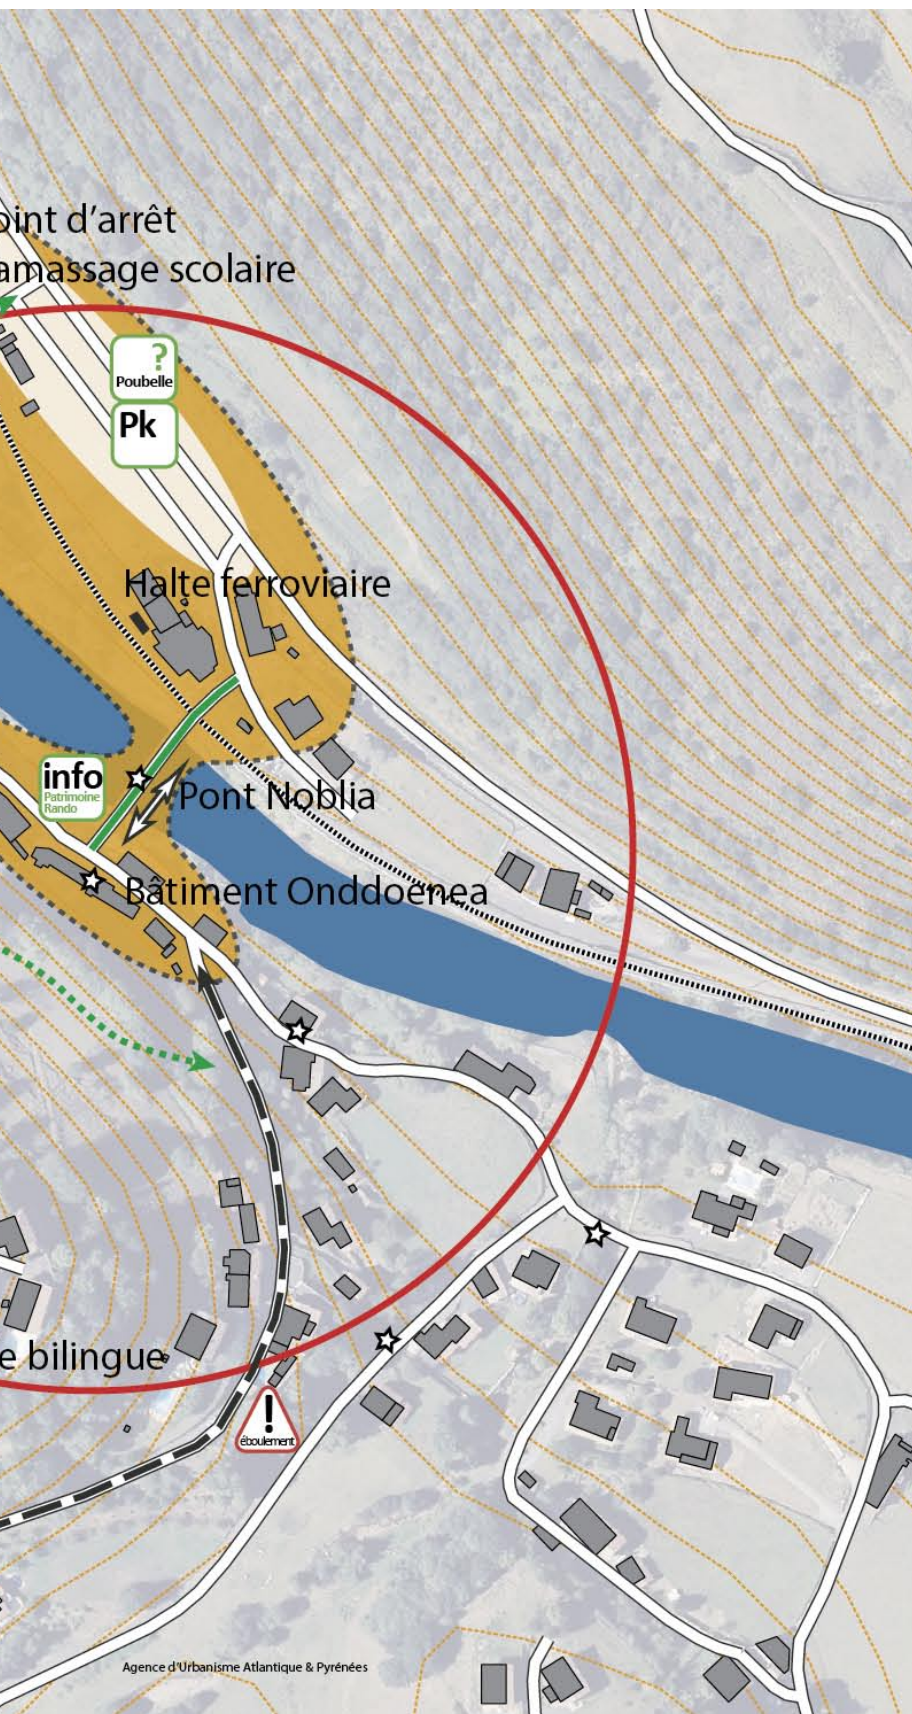 oint d'arrêt
amassage scolaire
?
Poubelle
Pk
Halte ferroviaire
info
Patrimoine
Rando
Pont Noblia
Bâtiment Onddoenea
e bilingue
!
éboulement
Agence d'Urbanisme Atlantique & Pyrénées